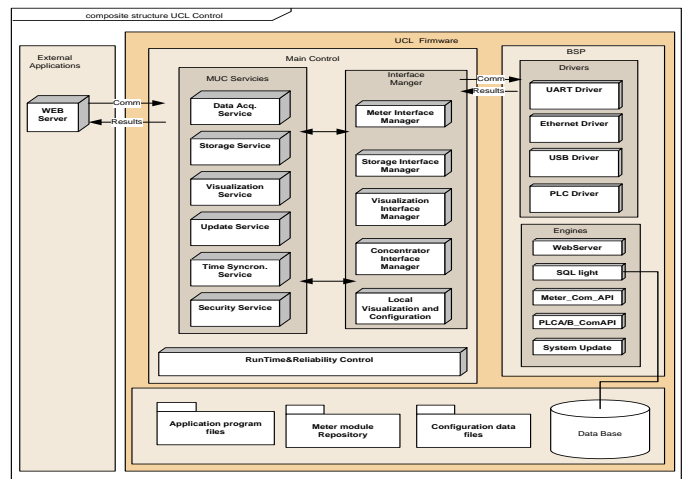 composite structure UCL Control
UCL Firmware
External
Applications
WEB
Server
Comm
Results
Main Control
MUC Servicies
Data Acq.
Service
Storage Service
Visualization
Service
Update Service
Time Syncron.
Service
Security Service
Interface
Manger
Meter Interface
Manager
Storage Interface
Manager
Visualization
Interface
Manager
Concentrator
Interface
Manager
Local
Visualization and
Configuration
RunTime&Reliability Control
Comm
Results
BSP
Drivers
UART Driver
Ethernet Driver
USB Driver
PLC Driver
Engines
WebServer
SQL light
Meter_Com_API
PLCA/B_ComAPI
System Update
Application program
files
Meter module
Repository
Configuration data
files
Data Base